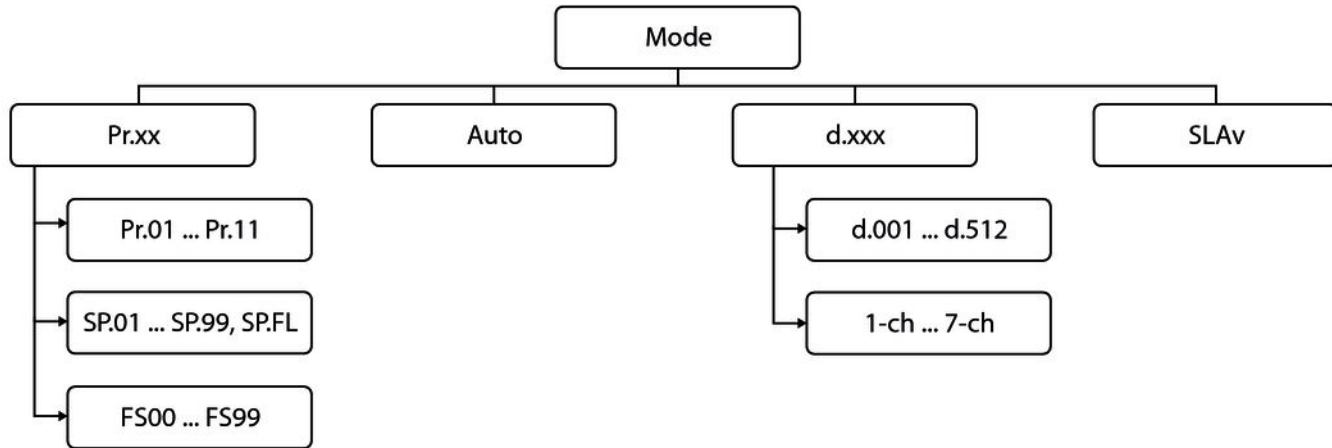 Mode
Pr.xx
Auto
d.xxx
SLAv
Pr.01 ... Pr.11
d.001 ... d.512
SP.01 ... SP.99, SP.FL
1-ch ... 7-ch
FS00 ... FS99